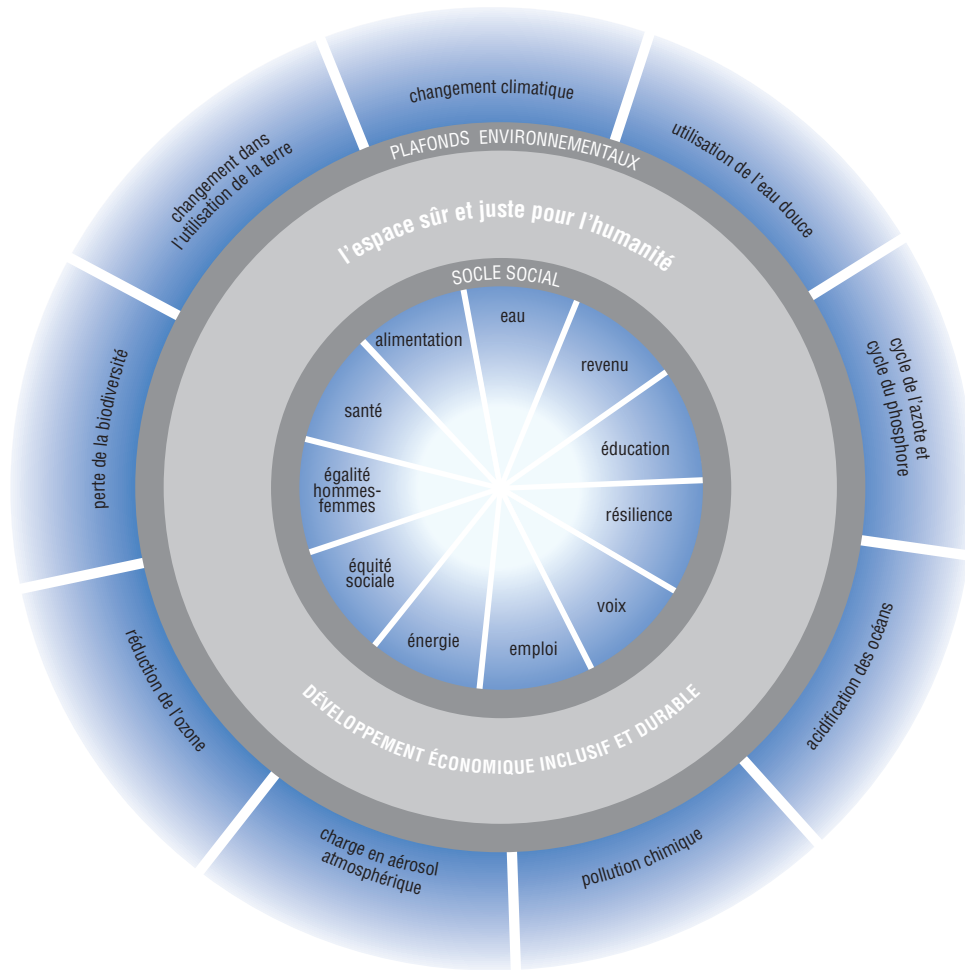 changement climatique
utilisation de l'eau douce
cycle de l'azote et
cycle du phosphore
acidification des océans
pollution chimique
charge en aérosol
atmosphérique
réduction de l'ozone
perte de la biodiversité
changement dans
l'utilisation de la terre
PLAFONDS ENVIRONNEMENTAUX
l'espace sûr et juste pour l'humanité
SOCLE SOCIAL
eau
revenu
éducation
résilience
voix
emploi
énergie
équité
sociale
égalité
hommes-
femmes
santé
alimentation
DÉVELOPPEMENT ÉCONOMIQUE INCLUSIF ET DURABLE